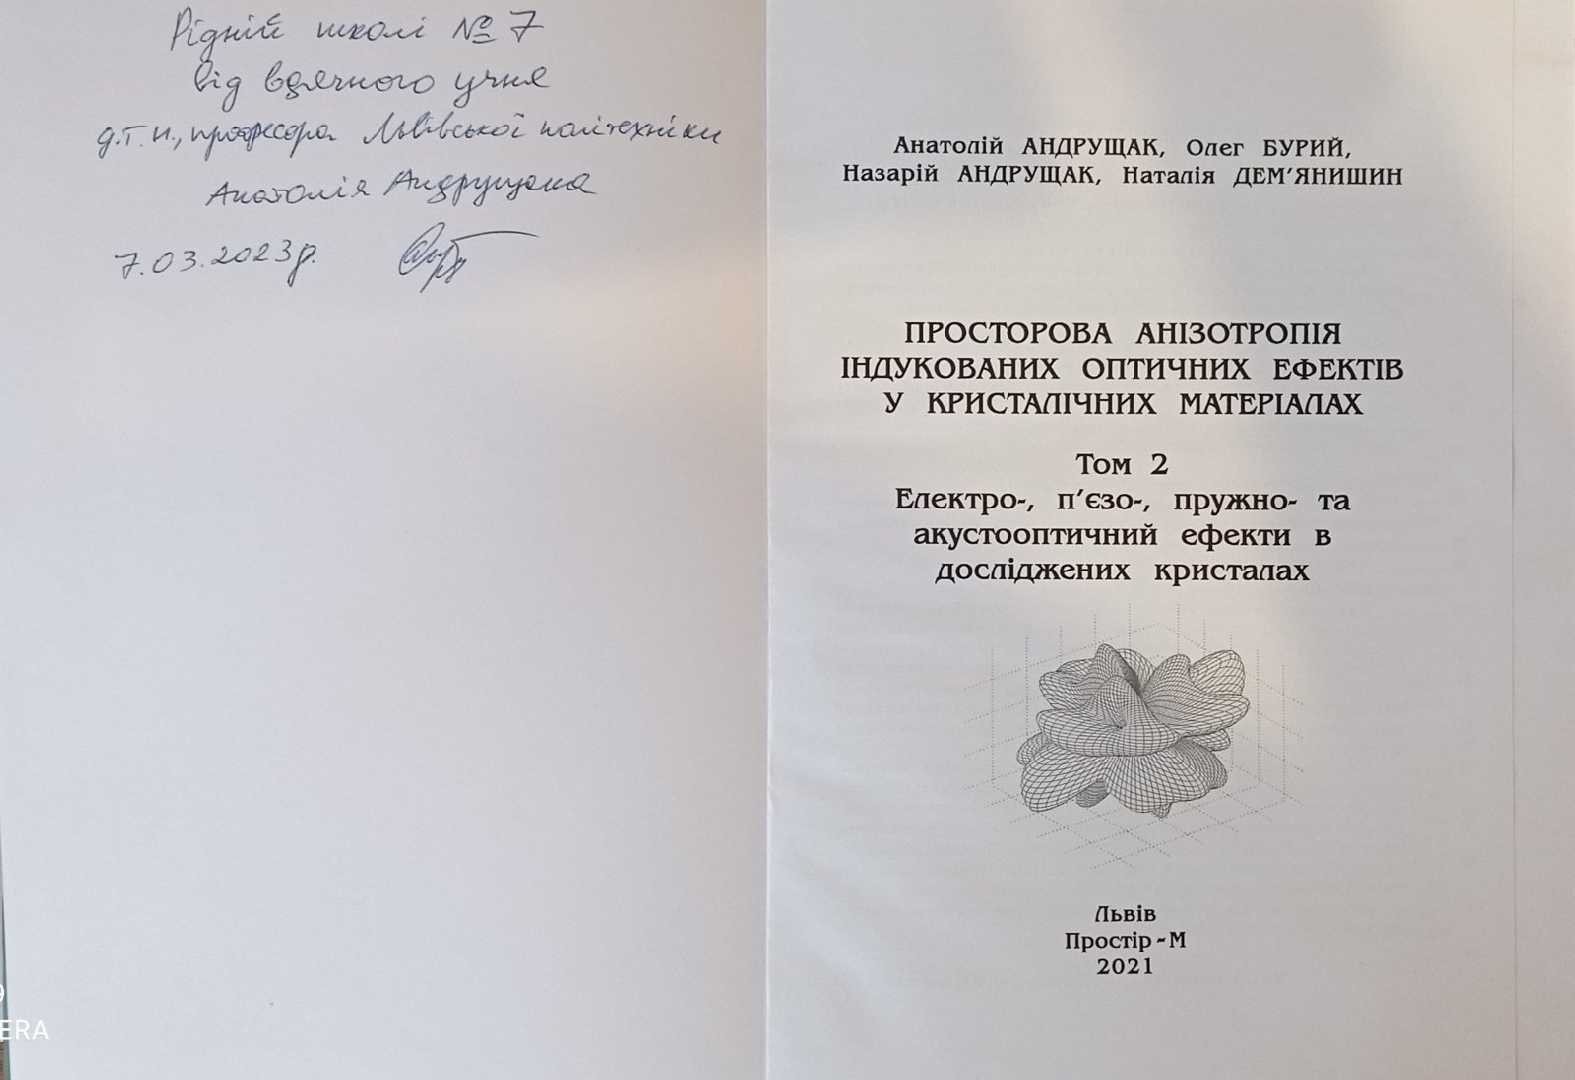 Рідній школі № 7
від вдячного учня
д.т.н., професора Львівської політехніки
Анатолія Андрущака
7.03.2023р.
Анатолій АНДРУЩАК, Олег БУРИЙ,
Назарій АНДРУЩАК, Наталія ДЕМ'ЯНИШИН
ПРОСТОРОВА АНІЗОТРОПІЯ
ІНДУКОВАНИХ ОПТИЧНИХ ЕФЕКТІВ
У КРИСТАЛІЧНИХ МАТЕРІАЛАХ
Том 2
Електро-, п'єзо-, пружно- та
акустооптичний ефекти в
досліджених кристалах
Львів
Простір-М
2021